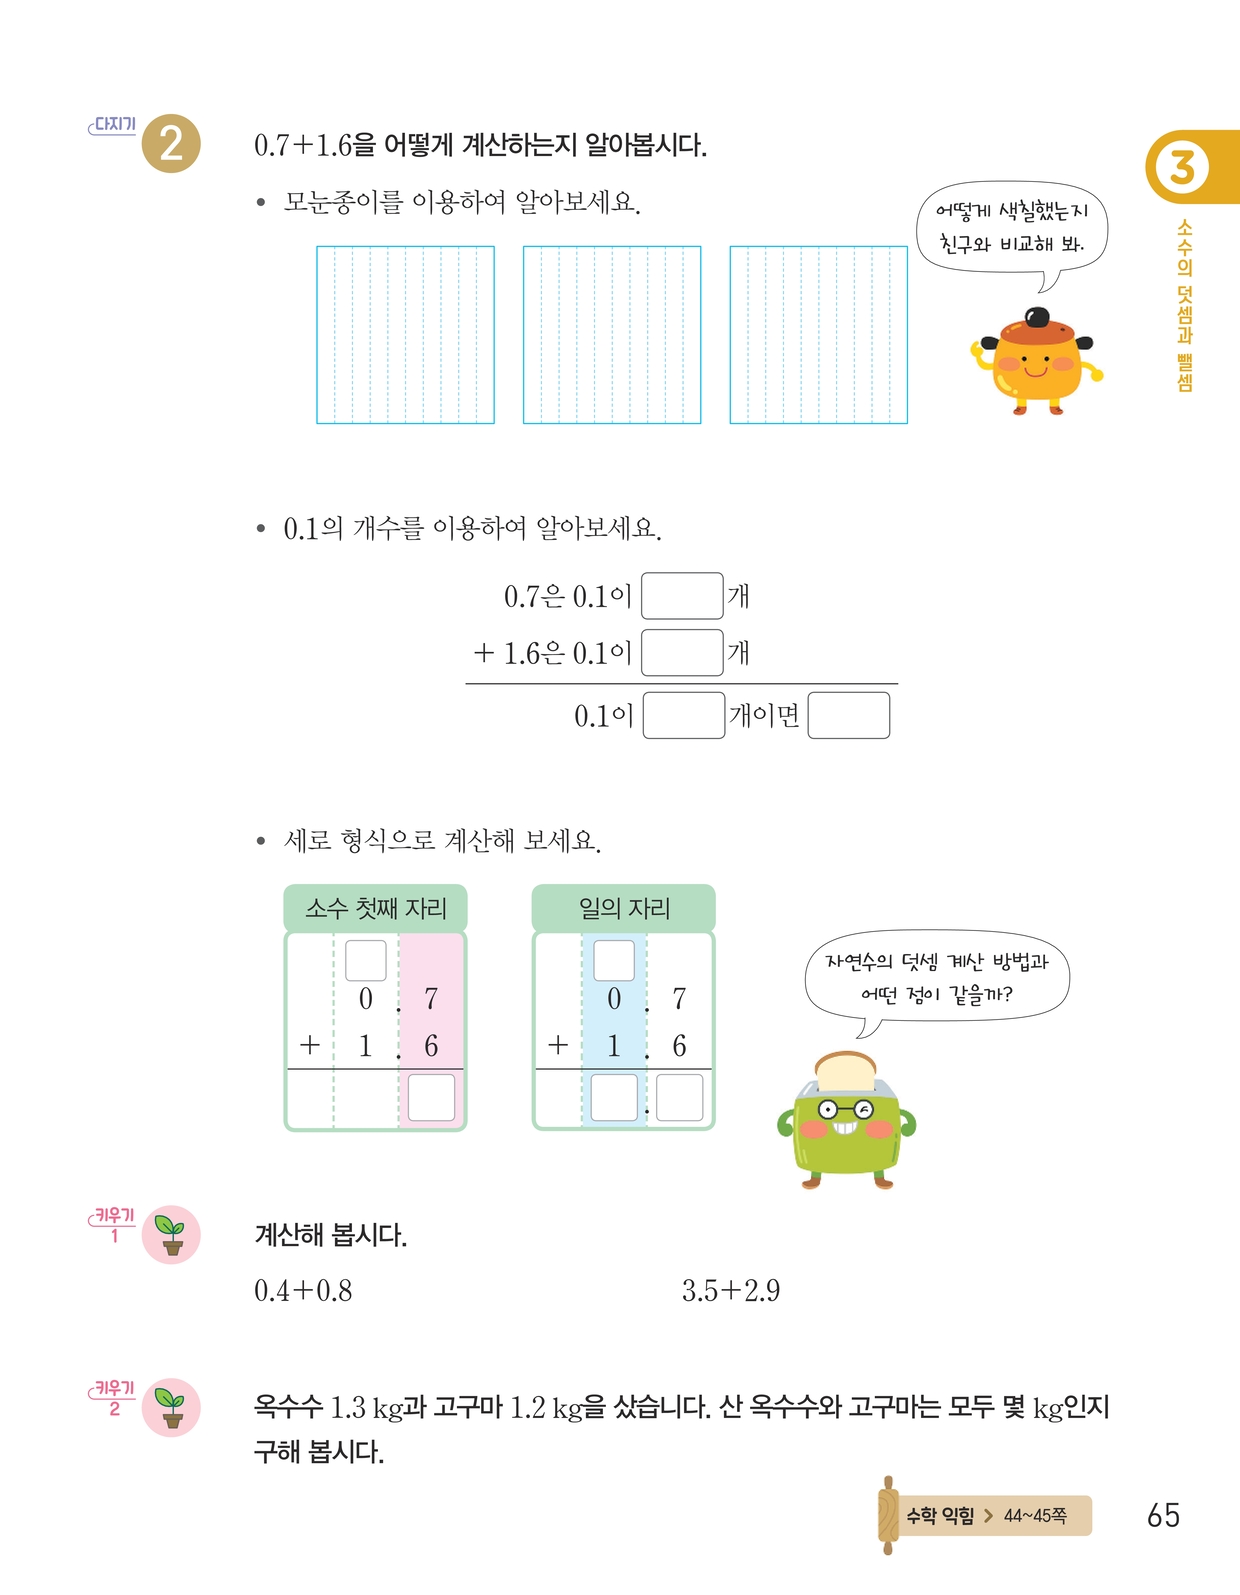 다지기
2
0.7+1.6을 어떻게 계산하는지 알아봅시다.
• 모눈종이를 이용하여 알아보세요.
어떻게 색칠했는지
친구와 비교해 봐.
3
소수의 덧셈과 뺄셈
• 0.1의 개수를 이용하여 알아보세요.
0.7은 0.1이 개
+ 1.6은 0.1이 개
0.1이 개이면
• 세로 형식으로 계산해 보세요.
소수 첫째 자리
0 . 7
+ 1 . 6
일의 자리
0 . 7
+ 1 . 6
.
자연수의 덧셈 계산 방법과
어떤 점이 같을까?
키우기
1
계산해 봅시다.
0.4+0.8 3.5+2.9
키우기
2
옥수수 1.3 kg과 고구마 1.2 kg을 샀습니다. 산 옥수수와 고구마는 모두 몇 kg인지
구해 봅시다.
수학 익힘 > 44~45쪽
65